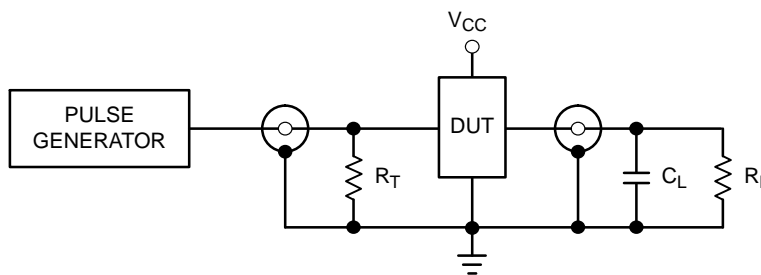 VCC
PULSE
GENERATOR
DUT
RT
CL
R